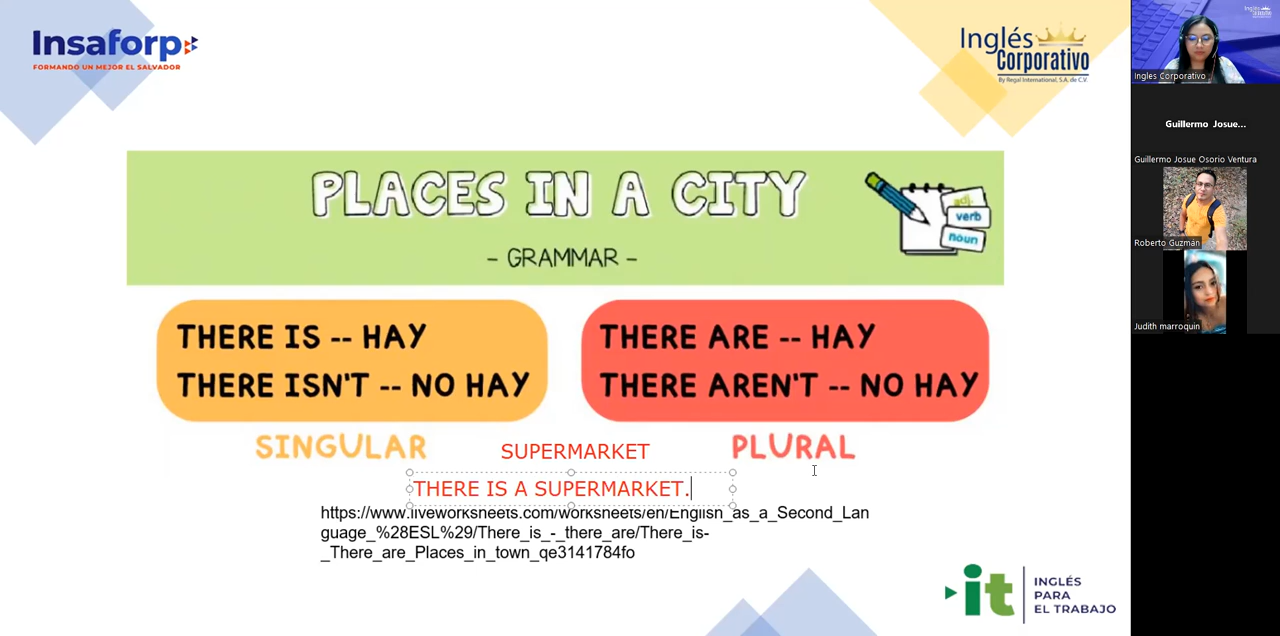 Insaforp
FORMANDO UN MEJOR EL SALVADOR
Inglés
Corporativo
By Regal International, S.A. de C.V.
PLACES IN A CITY
- GRAMMAR -
adj.
verb
noun
THERE IS -- HAY
THERE ISN'T -- NO HAY
THERE ARE -- HAY
THERE AREN'T -- NO HAY
SINGULAR
SUPERMARKET
PLURAL
THERE IS A SUPERMARKET.
https://www.liveworksheets.com/worksheets/en/English_as_a_Second_Lan
guage_%28ESL%29/There_is_-_there_are/There_is-
_There_are_Places_in_town_qe3141784fo
it
INGLÉS
PARA
EL TRABAJO
Ingles Corporativo
Guillermo Josue...
Guillermo Josue Osorio Ventura
Roberto Guzmán
Judith marroquin